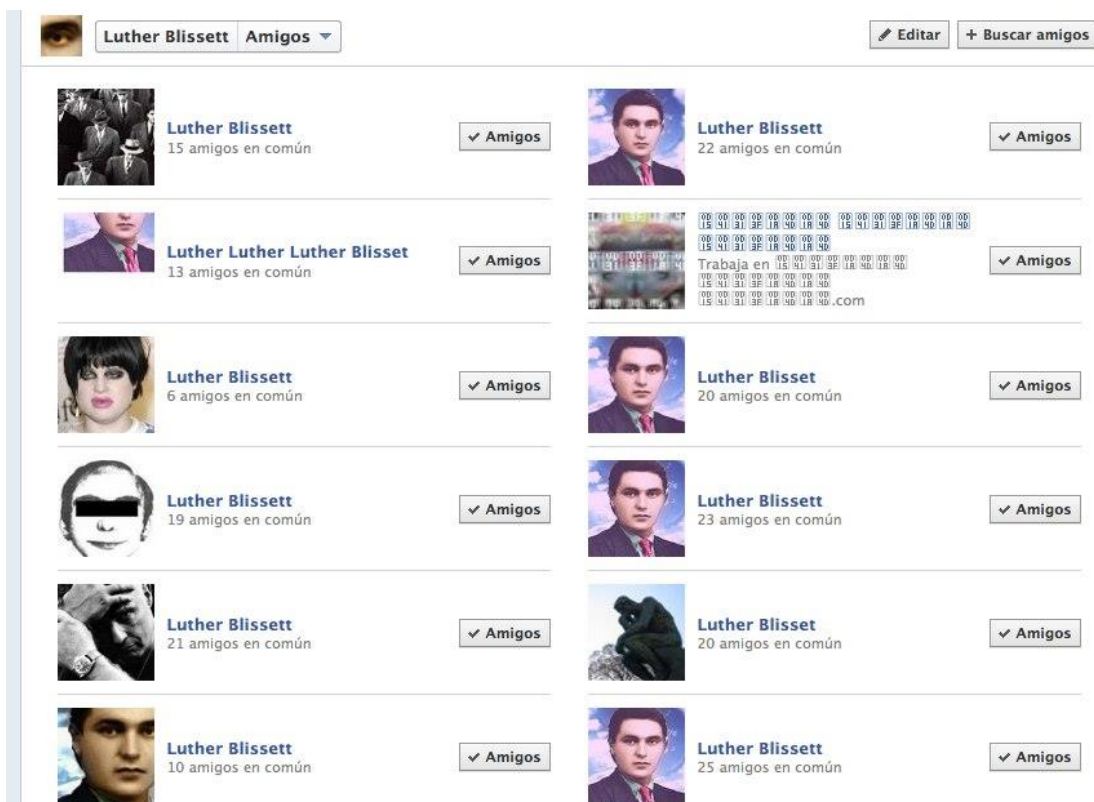 Luther Blissett Amigos
Editar
+ Buscar amigos
Luther Blissett
15 amigos en común
Amigos
Luther Blissett
22 amigos en común
Amigos
Luther Luther Luther Blisset
13 amigos en común
Amigos
Trabaja en
.com
Amigos
Luther Blissett
6 amigos en común
Amigos
Luther Blisset
20 amigos en común
Amigos
Luther Blissett
19 amigos en común
Amigos
Luther Blissett
23 amigos en común
Amigos
Luther Blissett
21 amigos en común
Amigos
Luther Blisset
20 amigos en común
Amigos
Luther Blissett
10 amigos en común
Amigos
Luther Blissett
25 amigos en común
Amigos